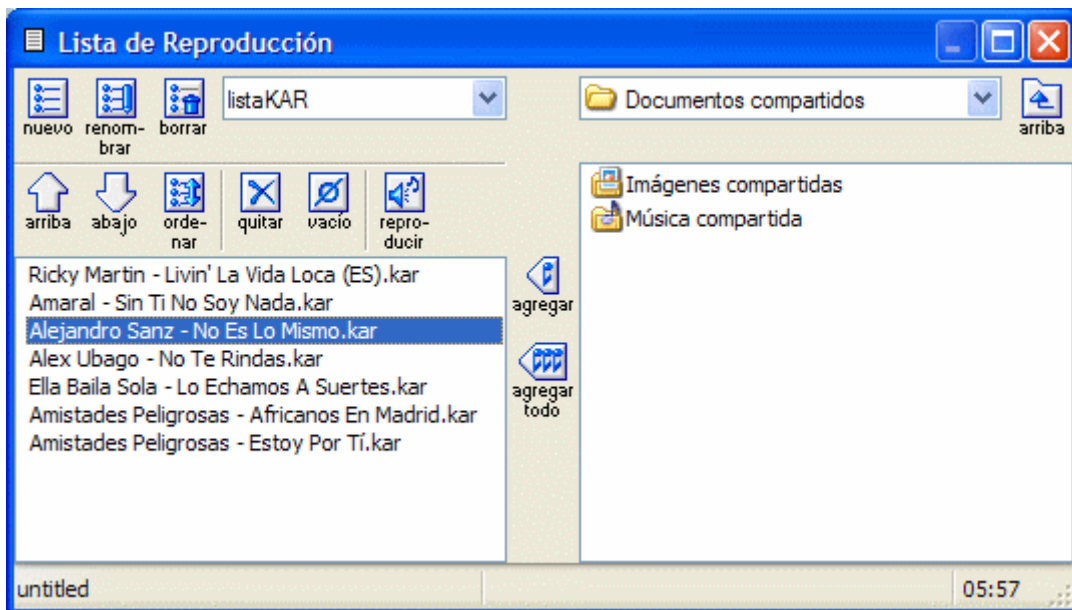 Lista de Reproducción
nuevo
renom-
brar
borrar
listaKAR
Documentos compartidos
arriba
arriba
abajo
orde-
nar
quitar
vacío
repro-
ducir
Ricky Martin - Livin' La Vida Loca (ES).kar
Amaral - Sin Ti No Soy Nada.kar
Alejandro Sanz - No Es Lo Mismo.kar
Alex Ubago - No Te Rindas.kar
Ella Baila Sola - Lo Echamos A Suertes.kar
Amistades Peligrosas - Africanos En Madrid.kar
Amistades Peligrosas - Estoy Por Tí.kar
agregar
agregar
todo
Imágenes compartidas
Música compartida
untitled
05:57